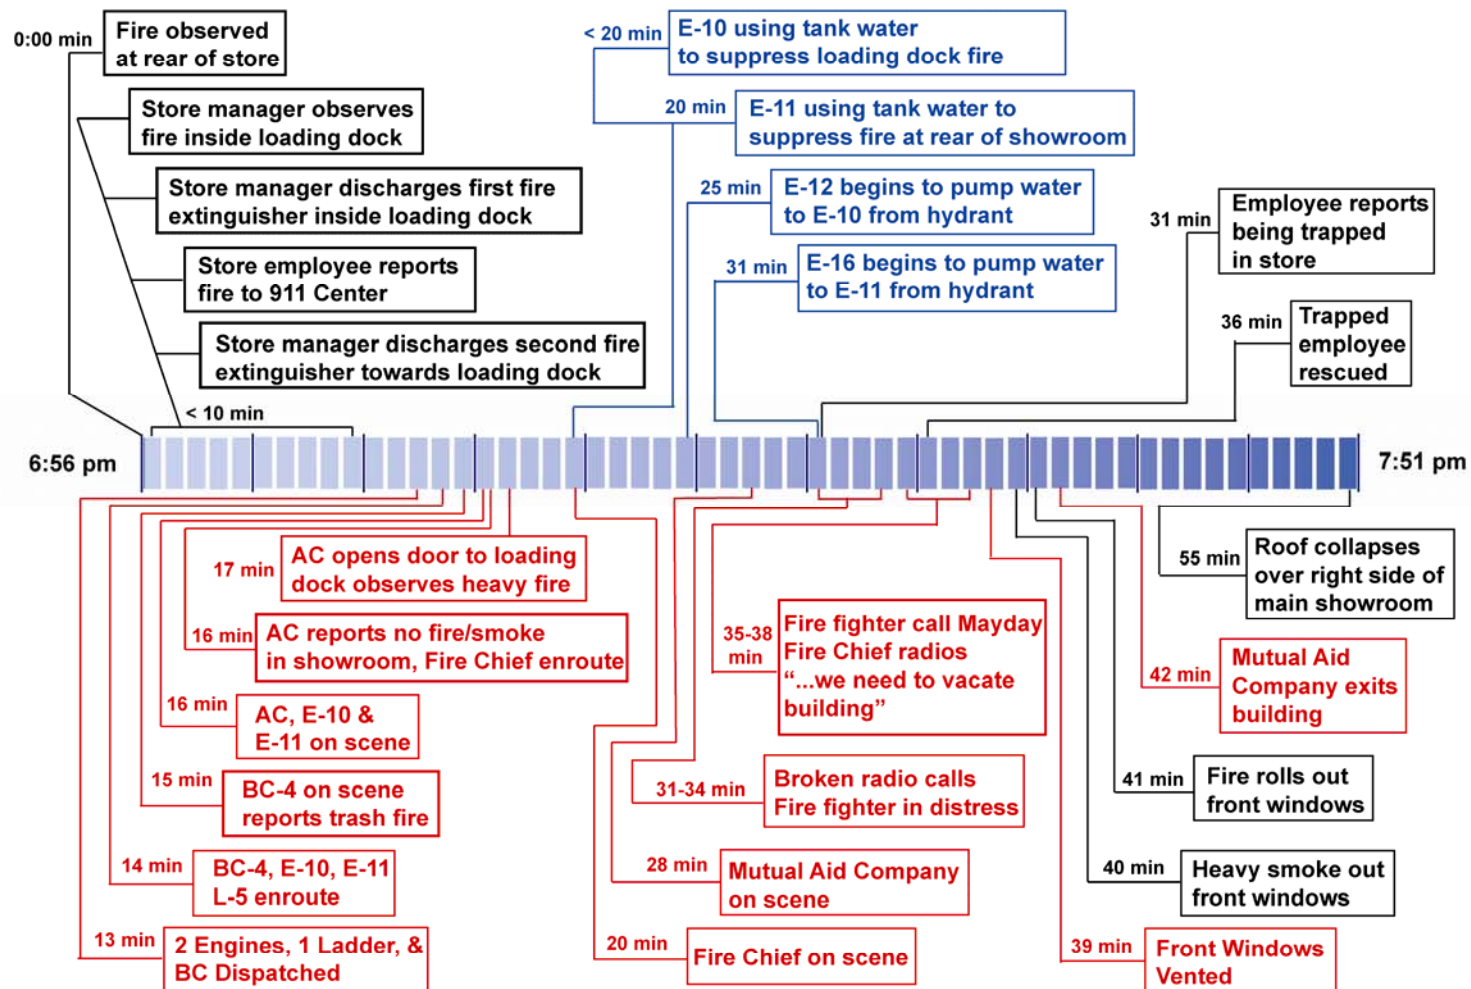 0:00 min
Fire observed
at rear of store
Store manager observes
fire inside loading dock
Store manager discharges first fire
extinguisher inside loading dock
Store employee reports
fire to 911 Center
Store manager discharges second fire
extinguisher towards loading dock
< 10 min
< 20 min
E-10 using tank water
to suppress loading dock fire
20 min
E-11 using tank water to
suppress fire at rear of showroom
25 min
E-12 begins to pump water
to E-10 from hydrant
31 min
E-16 begins to pump water
to E-11 from hydrant
31 min
Employee reports
being trapped
in store
36 min
Trapped
employee
rescued
6:56 pm
7:51 pm
17 min
AC opens door to loading
dock observes heavy fire
16 min
AC reports no fire/smoke
in showroom, Fire Chief enroute
16 min
AC, E-10 &
E-11 on scene
15 min
BC-4 on scene
reports trash fire
14 min
BC-4, E-10, E-11
L-5 enroute
13 min
2 Engines, 1 Ladder, &
BC Dispatched
35-38
min
Fire fighter call Mayday
Fire Chief radios
“...we need to vacate
building”
31-34 min
Broken radio calls
Fire fighter in distress
28 min
Mutual Aid Company
on scene
20 min
Fire Chief on scene
55 min
Roof collapses
over right side of
main showroom
42 min
Mutual Aid
Company exits
building
41 min
Fire rolls out
front windows
40 min
Heavy smoke out
front windows
39 min
Front Windows
Vented